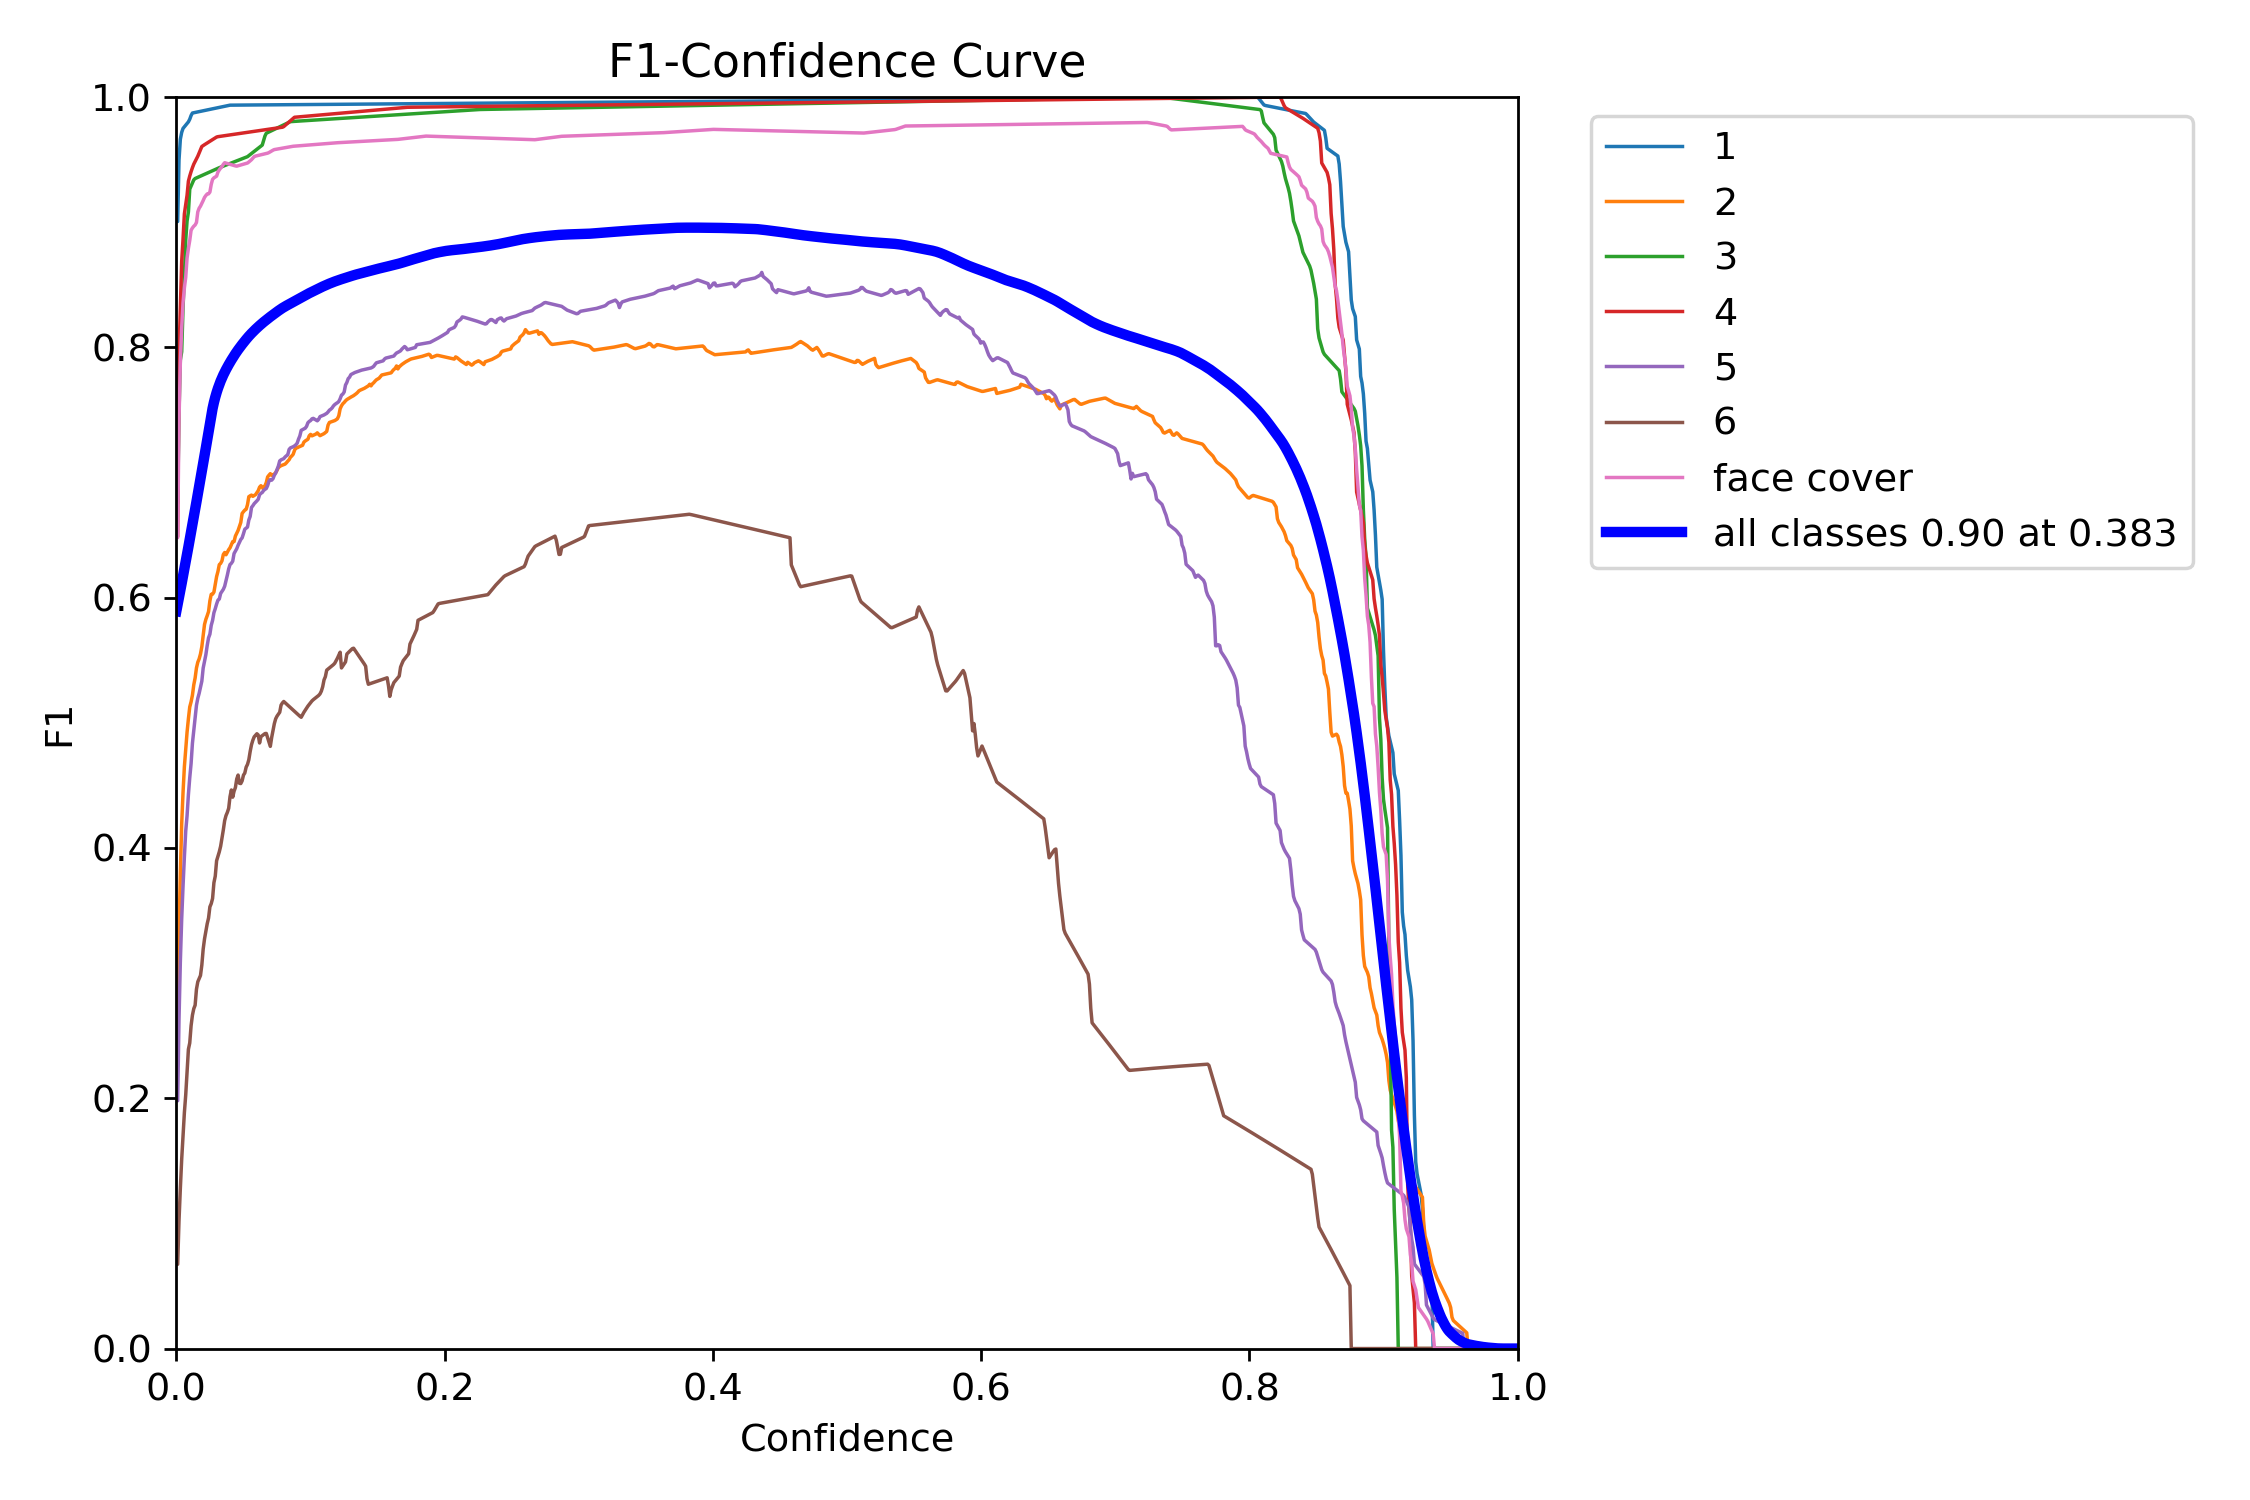 F1-Confidence Curve
1.0
0.8
0.6
0.4
0.2
0.0
F1
0.0 0.2 0.4 0.6 0.8 1.0
Confidence
1
2
3
4
5
6
face cover
all classes 0.90 at 0.383